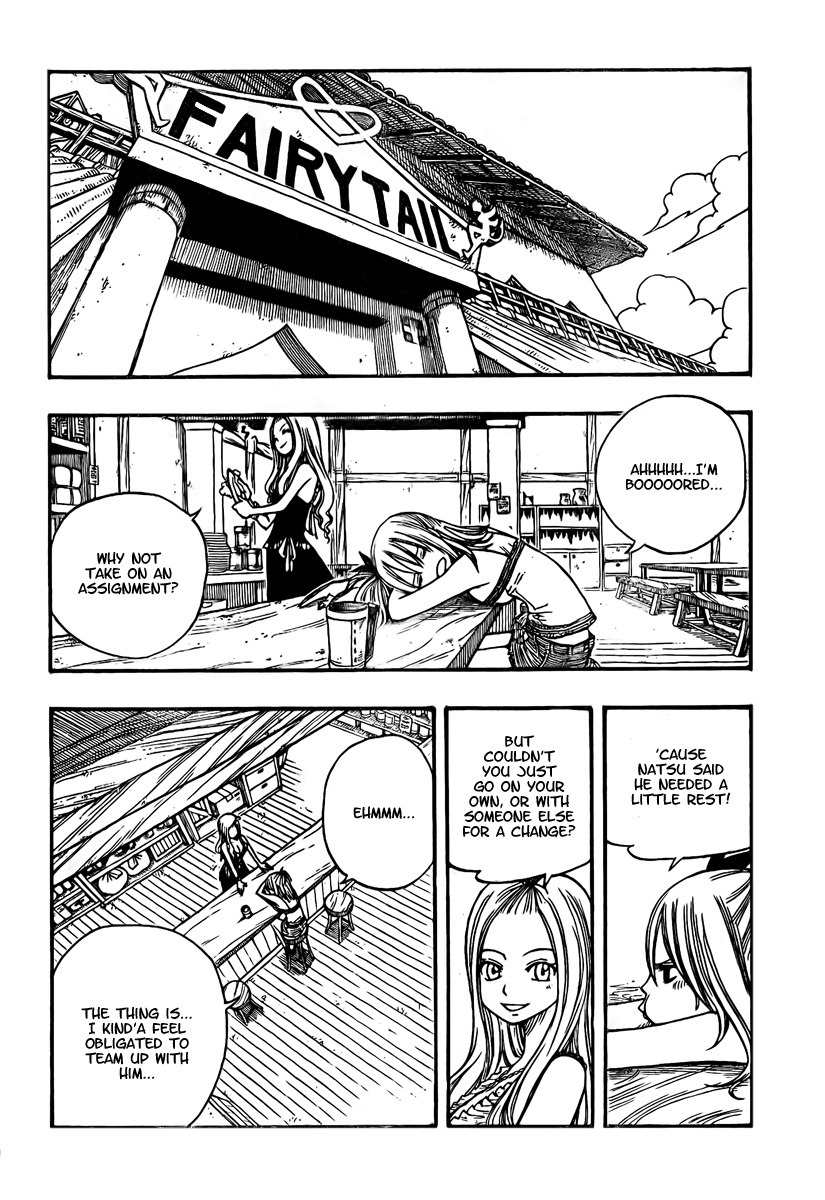 FAIRYTAIL
AHHHHH...I'M
BOOOOORED...
WHY NOT
TAKE ON AN
ASSIGNMENT?
'CAUSE
NATSU SAID
HE NEEDED A
LITTLE REST!
BUT
COULDN'T
YOU JUST
GO ON YOUR
OWN, OR WITH
SOMEONE ELSE
FOR A CHANGE?
EHMMM...
THE THING IS...
I KIND'A FEEL
OBLIGATED TO
TEAM UP WITH
HIM...